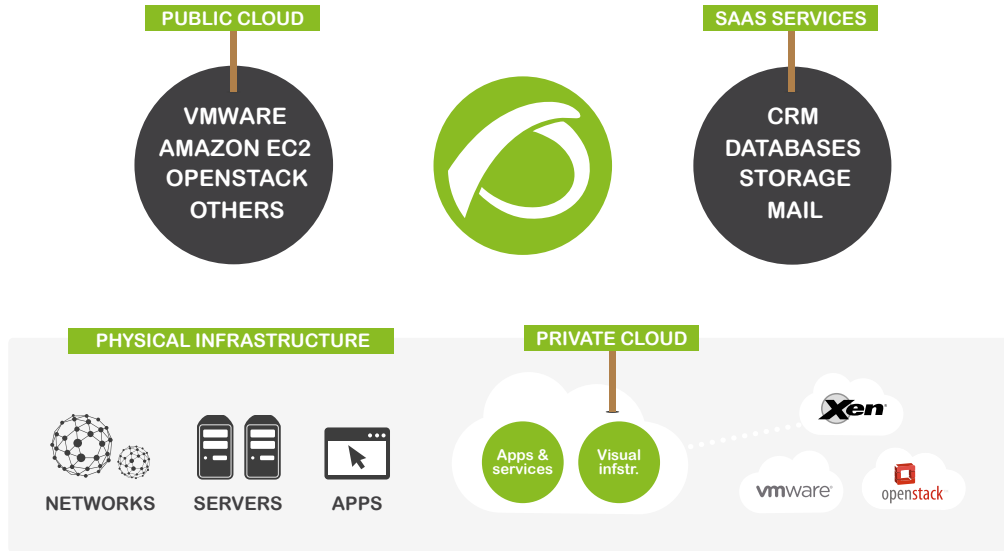 PUBLIC CLOUD
VMWARE
AMAZON EC2
OPENSTACK
OTHERS
SAAS SERVICES
CRM
DATABASES
STORAGE
MAIL
PHYSICAL INFRASTRUCTURE
NETWORKS
SERVERS
APPS
PRIVATE CLOUD
Apps &
services
Visual
infstr.
Xen
vmware
openstack